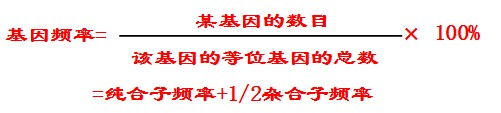 某基因的数目
基因频率= × 100%
该基因的等位基因的总数
=纯合子频率+1/2杂合子频率